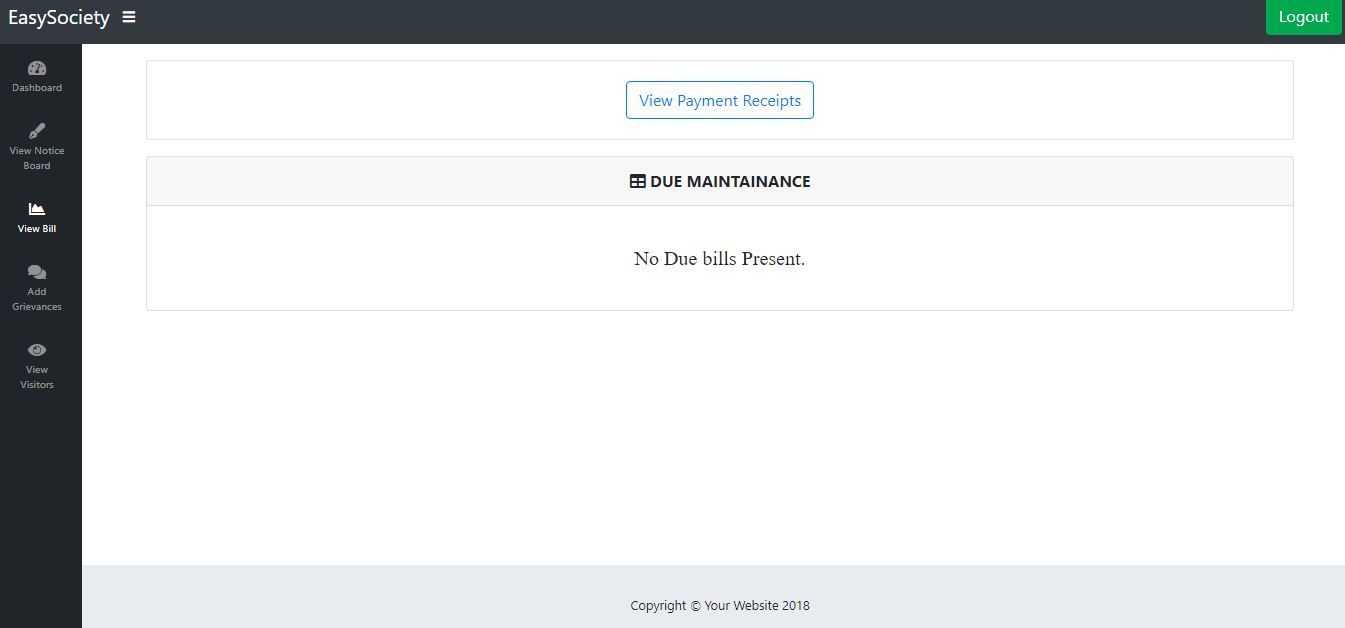 EasySociety
Logout
Dashboard
View Notice
Board
View Bill
Add
Grievances
View
Visitors
View Payment Receipts
DUE MAINTAINANCE
No Due bills Present.
Copyright © Your Website 2018